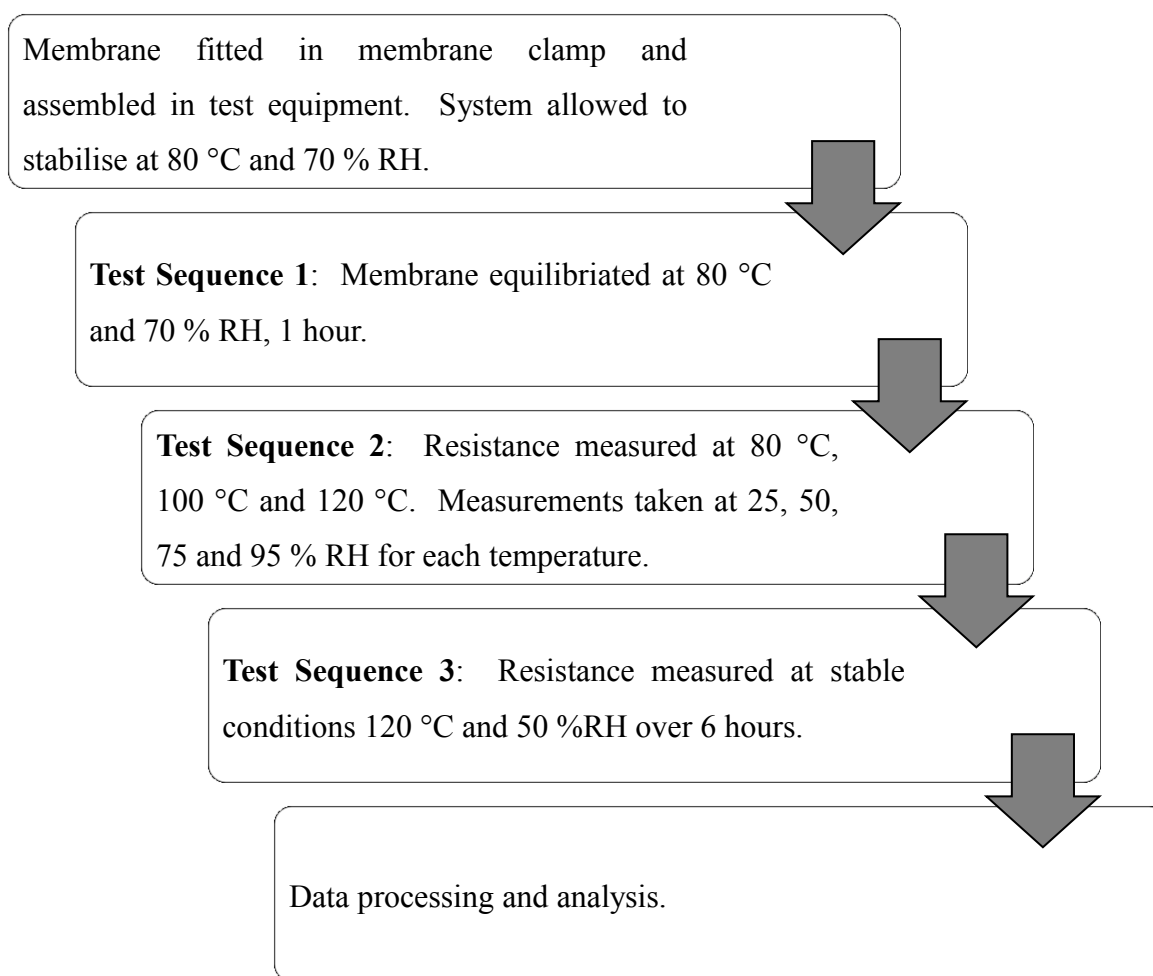 Membrane fitted in membrane clamp and
assembled in test equipment. System allowed to
stabilise at 80 °C and 70 % RH.
Test Sequence 1: Membrane equilibriated at 80 °C
and 70 % RH, 1 hour.
Test Sequence 2: Resistance measured at 80 °C,
100 °C and 120 °C. Measurements taken at 25, 50,
75 and 95 % RH for each temperature.
Test Sequence 3: Resistance measured at stable
conditions 120 °C and 50 %RH over 6 hours.
Data processing and analysis.